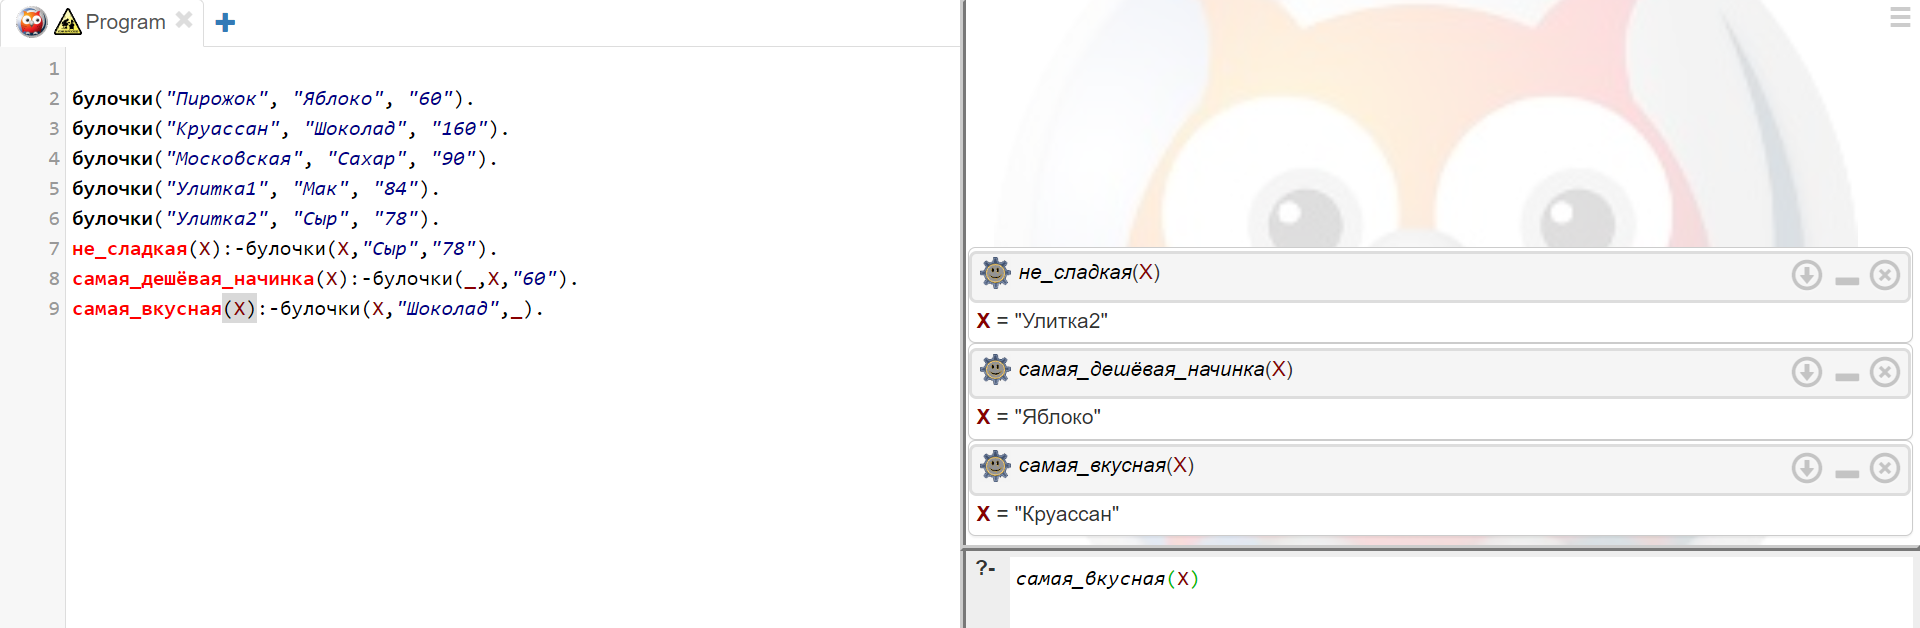 Program
1
2 булочки("Пирожок", "Яблоко", "60").
3 булочки("Круассан", "Шоколад", "160").
4 булочки("Московская", "Сахар", "90").
5 булочки("Улитка1", "Мак", "84").
6 булочки("Улитка2", "Сыр", "78").
7 не_сладкая(X):-булочки(X,"Сыр","78").
8 самая_дешёвая_начинка(X):-булочки(_,X,"60").
9 самая_вкусная(X):-булочки(X,"Шоколад",_).
не_сладкая(X)
X = "Улитка2"
самая_дешёвая_начинка(X)
X = "Яблоко"
самая_вкусная(X)
X = "Круассан"
?- самая_вкусная(X)